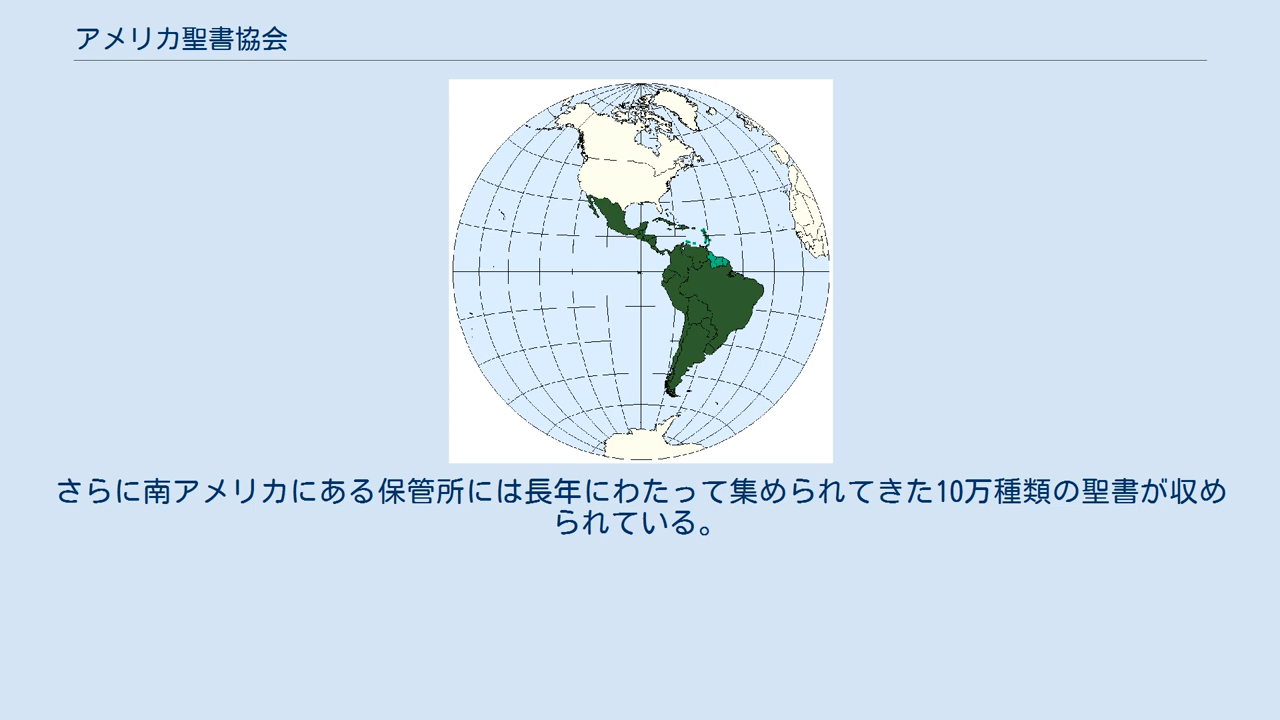 アメリカ聖書協会
さらに南アメリカにある保管所には長年にわたって集められてきた10万種類の聖書が収め
られている。